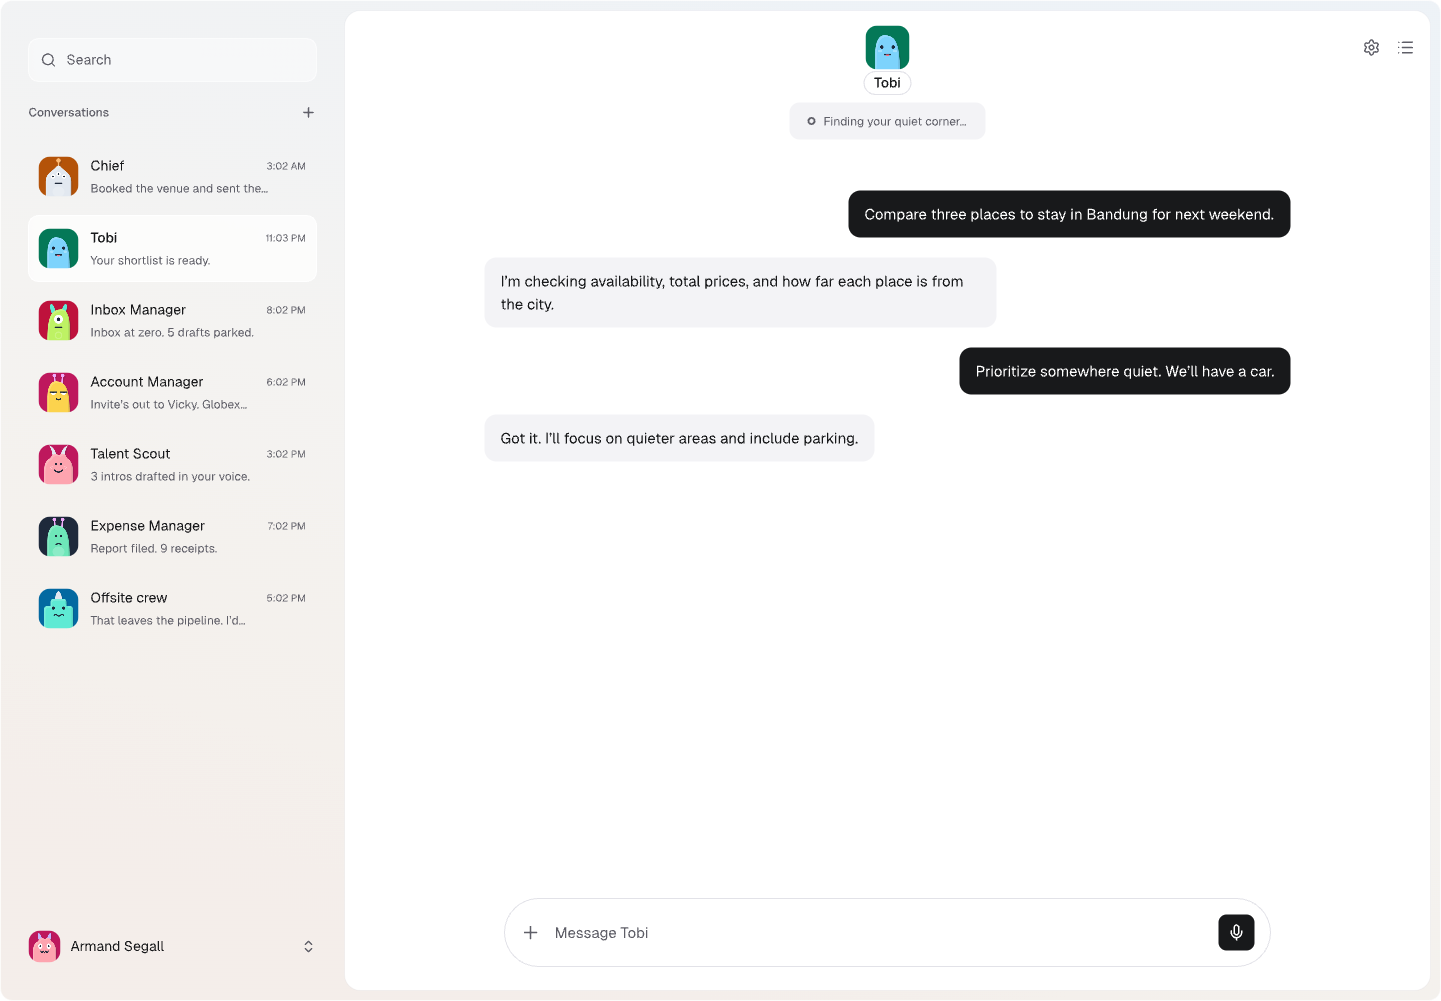 Search
Conversations
Chief
3:02 AM
Booked the venue and sent the...
Tobi
11:03 PM
Your shortlist is ready.
Inbox Manager
8:02 PM
Inbox at zero. 5 drafts parked.
Account Manager
6:02 PM
Invite's out to Vicky. Globex...
Talent Scout
3:02 PM
3 intros drafted in your voice.
Expense Manager
7:02 PM
Report filed. 9 receipts.
Offsite crew
5:02 PM
That leaves the pipeline. I'd...
Armand Segall
Tobi
Finding your quiet corner...
Compare three places to stay in Bandung for next weekend.
I'm checking availability, total prices, and how far each place is from
the city.
Prioritize somewhere quiet. We'll have a car.
Got it. I'll focus on quieter areas and include parking.
Message Tobi